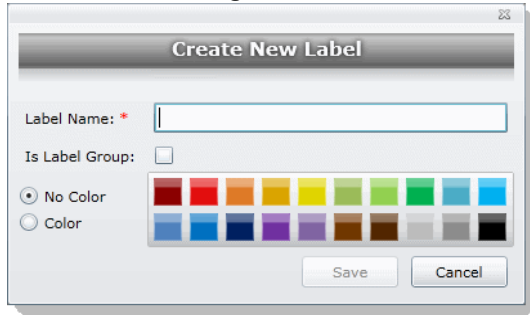 Create New Label
Label Name: *
Is Label Group:
No Color
Color
Save
Cancel